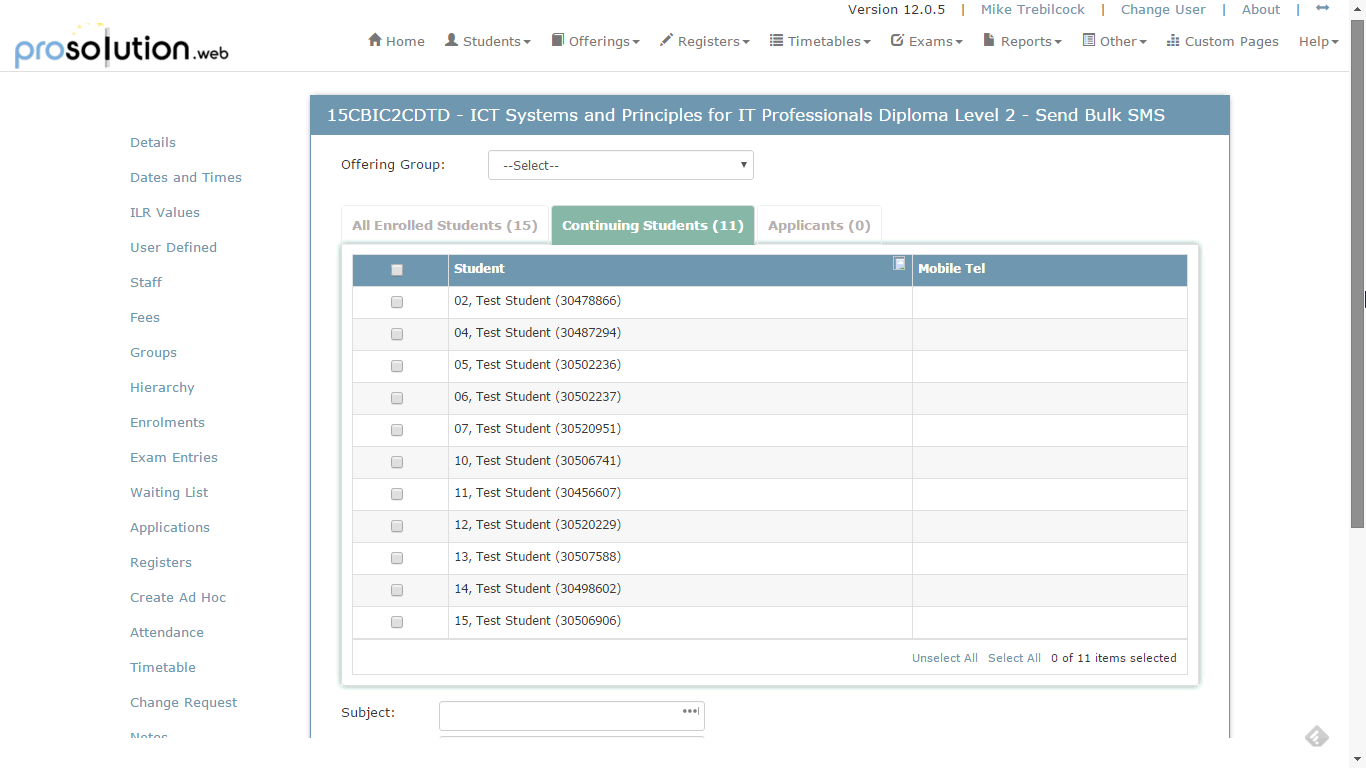 Version 12.0.5 | Mike Trebilcock | Change User | About |
prosolution.web
Home Students Offerings Registers Timetables Exams Reports Other Custom Pages Help
15CBIC2CDTD - ICT Systems and Principles for IT Professionals Diploma Level 2 - Send Bulk SMS
Details
Dates and Times
ILR Values
User Defined
Staff
Fees
Groups
Hierarchy
Enrolments
Exam Entries
Waiting List
Applications
Registers
Create Ad Hoc
Attendance
Timetable
Change Request
Notes
Offering Group: --Select--
All Enrolled Students (15) Continuing Students (11) Applicants (0)
Student Mobile Tel
02, Test Student (30478866)
04, Test Student (30487294)
05, Test Student (30502236)
06, Test Student (30502237)
07, Test Student (30520951)
10, Test Student (30506741)
11, Test Student (30456607)
12, Test Student (30520229)
13, Test Student (30507588)
14, Test Student (30498602)
15, Test Student (30506906)
Unselect All Select All 0 of 11 items selected
Subject: